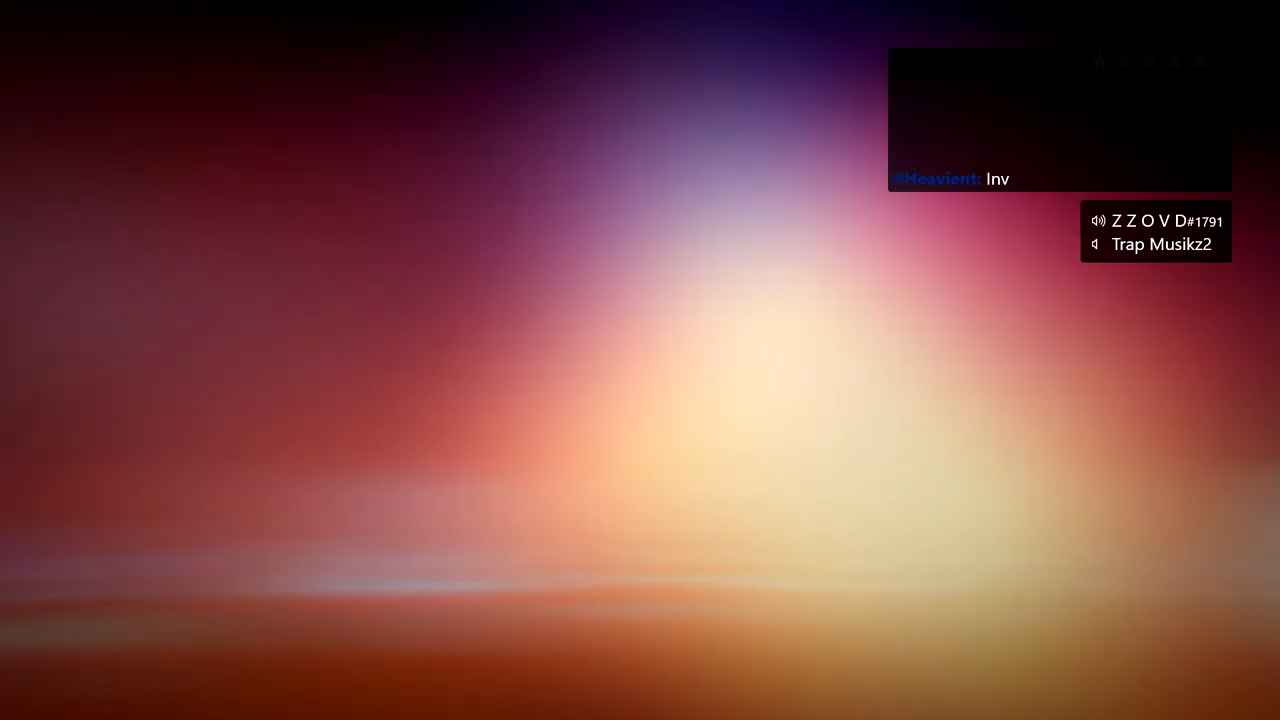 Heavient: Inv
Z Z O V D#1791
Trap Musikz2